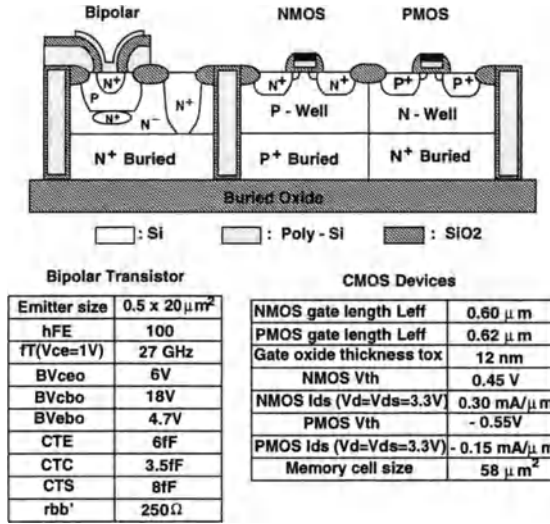 Bipolar NMOS PMOS
N+ N+ N+ N+ P+ P+
P N+ N− P - Well N - Well
N+ Buried P+ Buried N+ Buried
Buried Oxide
: Si : Poly - Si : SiO2
Bipolar Transistor
Emitter size 0.5 x 20 μm²
hFE 100
fT(Vce=1V) 27 GHz
BVceo 6V
BVcbo 18V
BVebo 4.7V
CTE 6fF
CTC 3.5fF
CTS 8fF
rbb' 250Ω
CMOS Devices
NMOS gate length Leff 0.60 μ m
PMOS gate length Leff 0.62 μ m
Gate oxide thickness tox 12 nm
NMOS Vth 0.45 V
NMOS Ids (Vd=Vds=3.3V) 0.30 mA/μ m
PMOS Vth - 0.55V
PMOS Ids (Vd=Vds=3.3V) - 0.15 mA/μ m
Memory cell size 58 μ m²